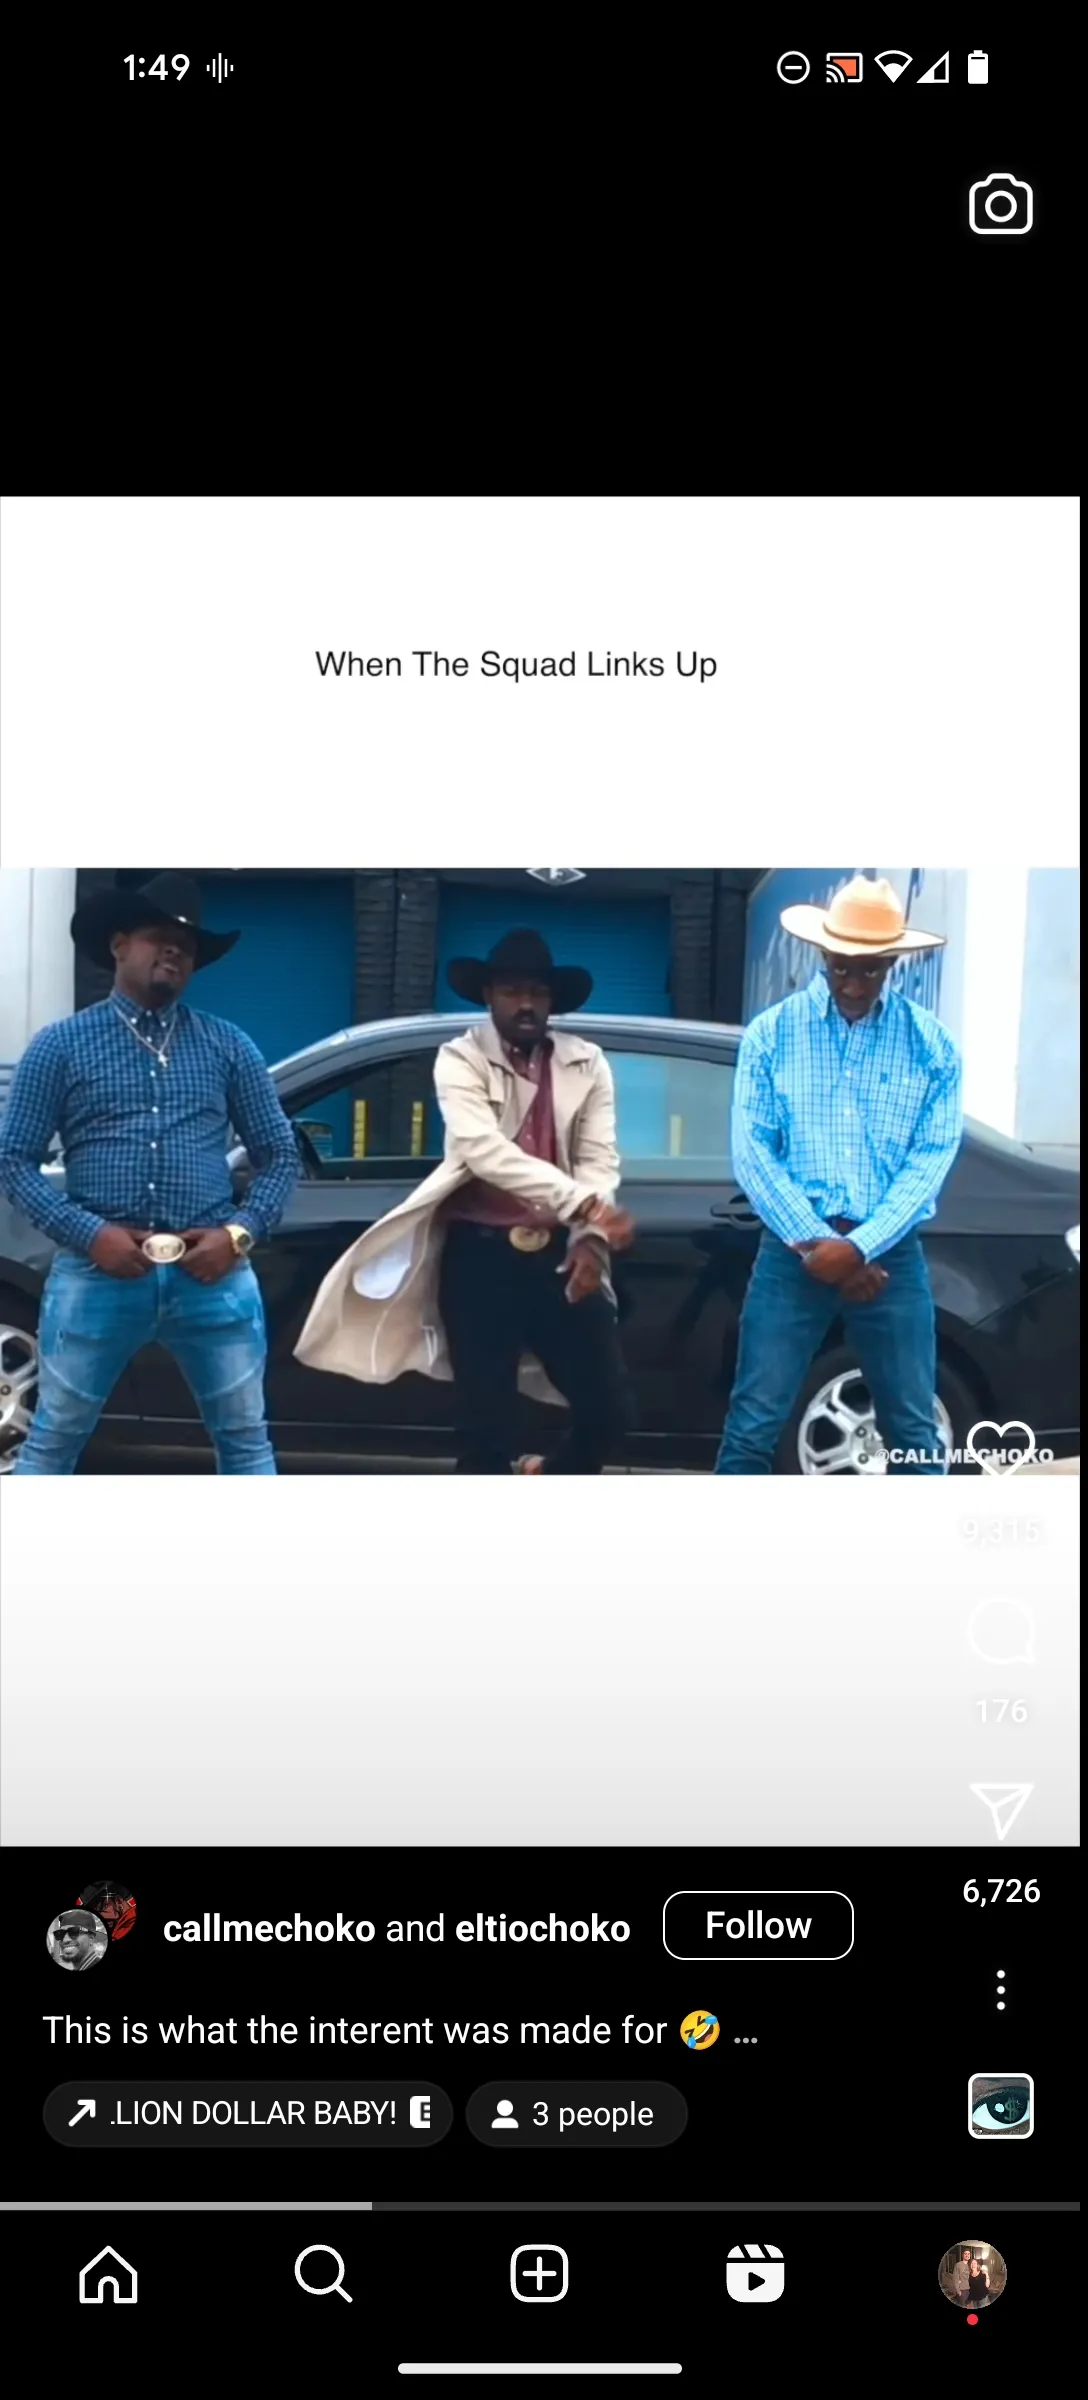 1:49
When The Squad Links Up
@CALLMECHOKO
9,315
176
6,726
callmechoko and eltiochoko
Follow
This is what the interent was made for 🤣 ...
.LION DOLLAR BABY! E
3 people